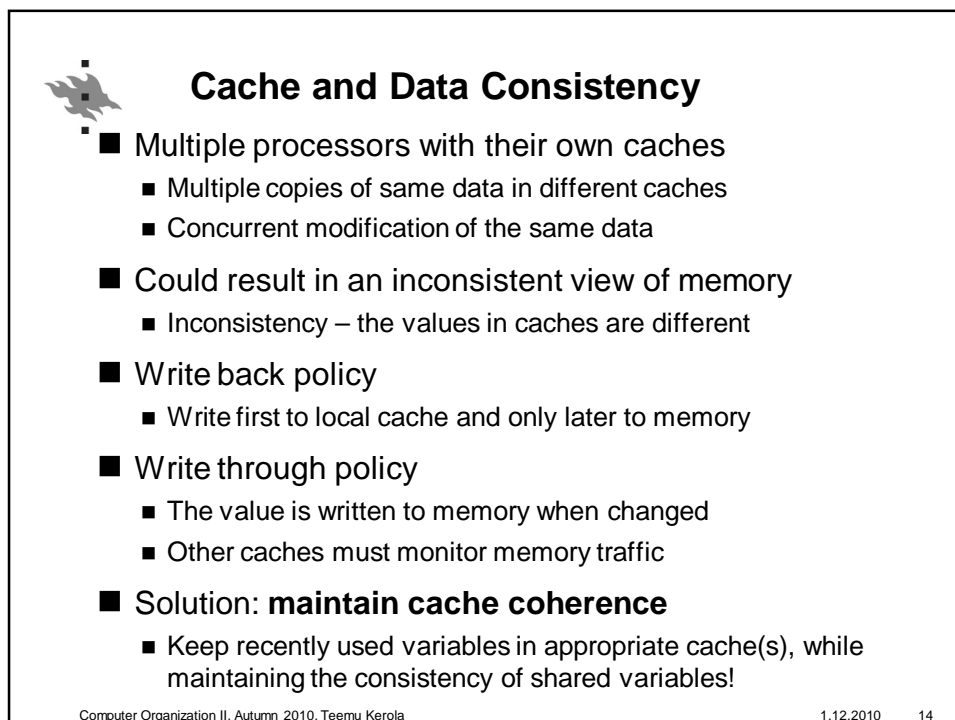 Cache and Data Consistency
Multiple processors with their own caches
Multiple copies of same data in different caches
Concurrent modification of the same data
Could result in an inconsistent view of memory
Inconsistency – the values in caches are different
Write back policy
Write first to local cache and only later to memory
Write through policy
The value is written to memory when changed
Other caches must monitor memory traffic
Solution: maintain cache coherence
Keep recently used variables in appropriate cache(s), while
maintaining the consistency of shared variables!
Computer Organization II, Autumn 2010, Teemu Kerola 1.12.2010 14